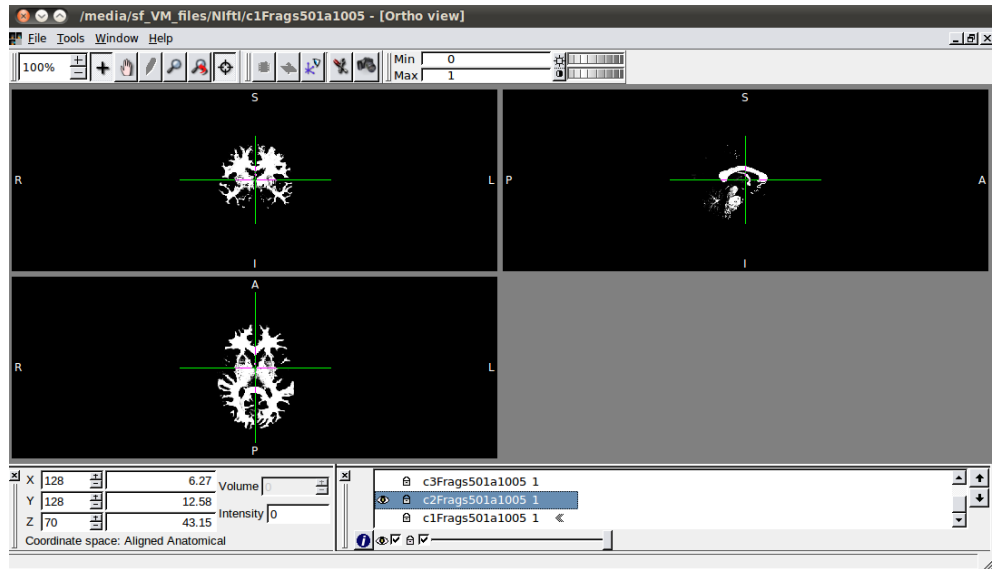 /media/sf_VM_files/NIftI/c1Frags501a1005 - [Ortho view]
File Tools Window Help
100% Min 0
Max 1
S S
R L P A
I I
A
R L
P
X 128 6.27 Volume 0
Y 128 12.58
Z 70 43.15 Intensity 0
Coordinate space: Aligned Anatomical
c3Frags501a1005 1
c2Frags501a1005 1
c1Frags501a1005 1